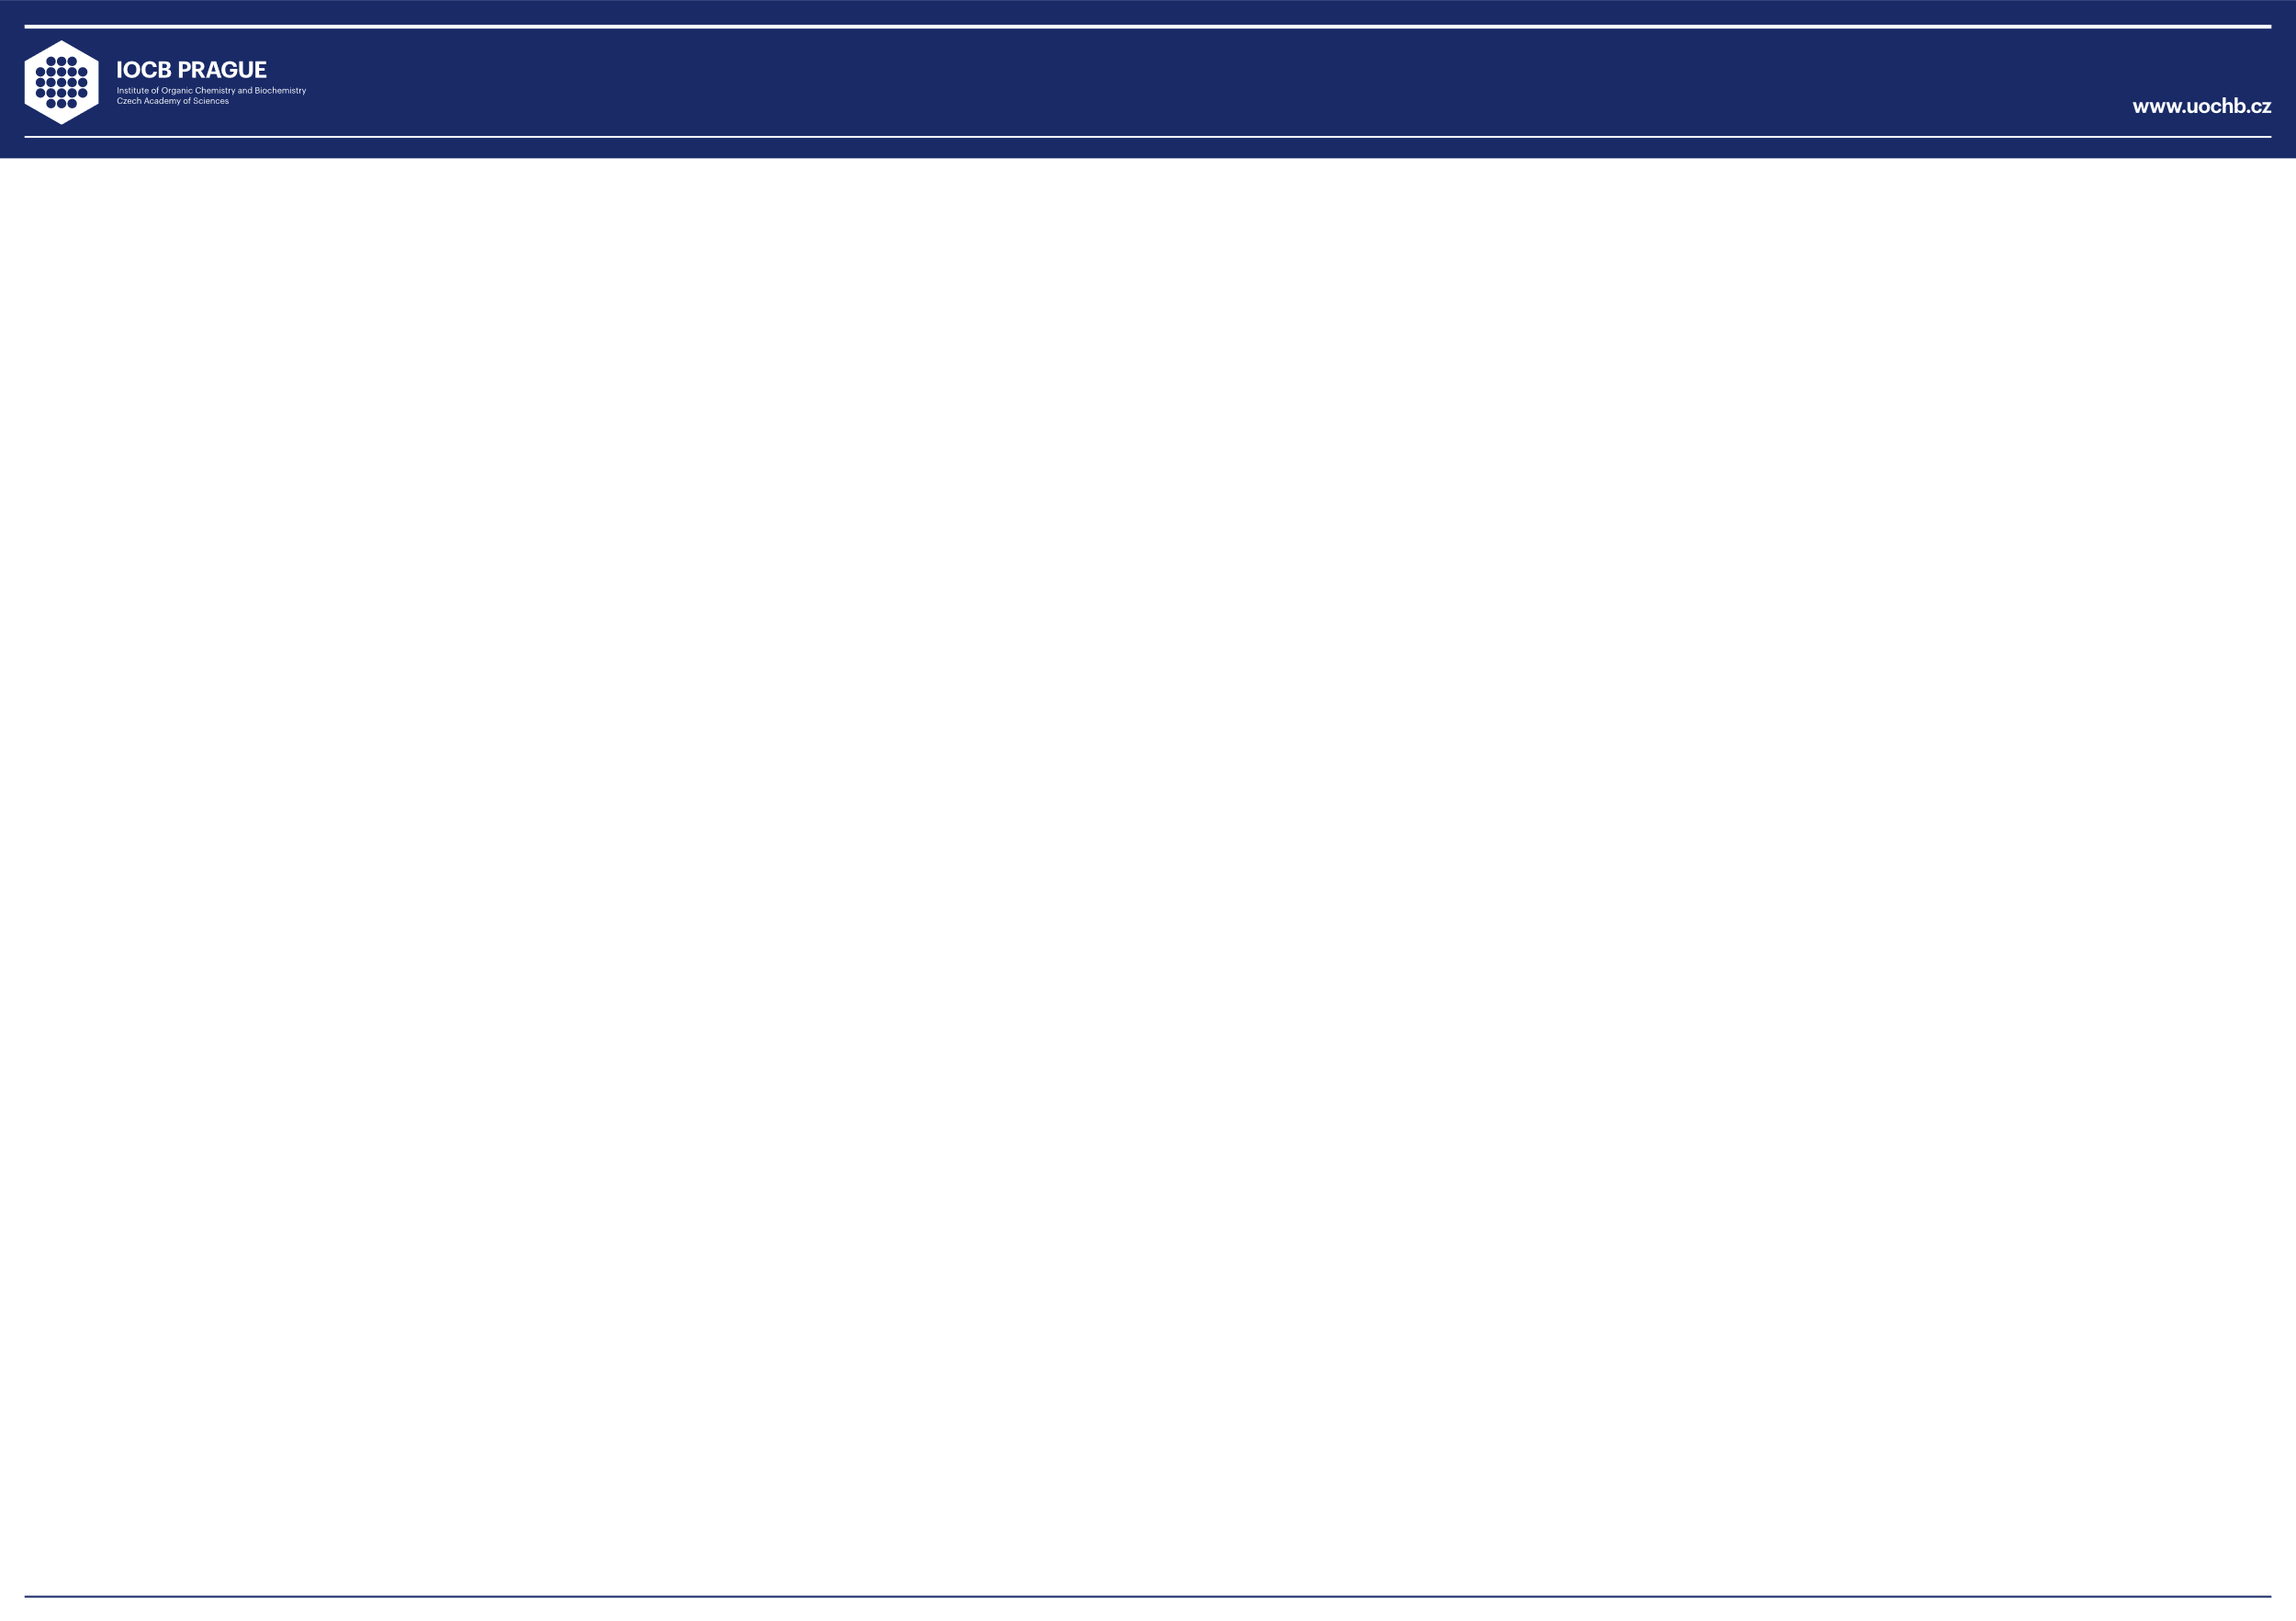 IOCB PRAGUE
Institute of Organic Chemistry and Biochemistry
Czech Academy of Sciences
www.uochb.cz